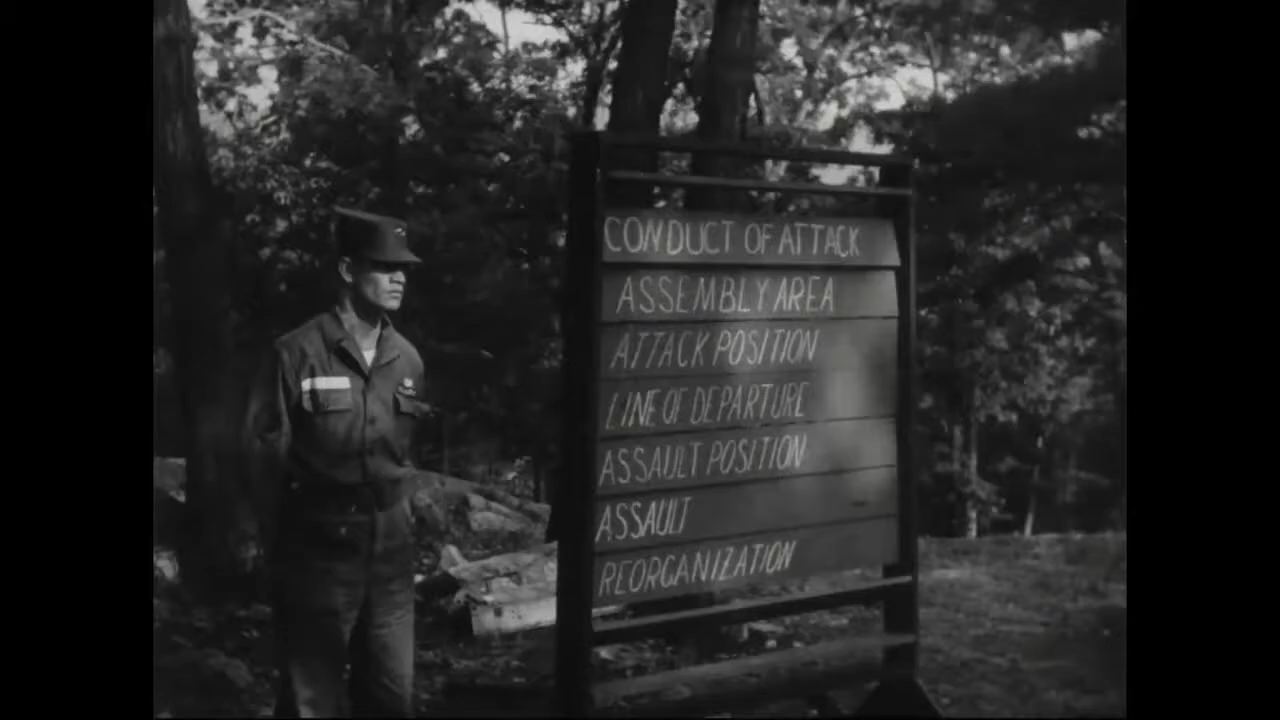 CONDUCT OF ATTACK
ASSEMBLY AREA
ATTACK POSITION
LINE OF DEPARTURE
ASSAULT POSITION
ASSAULT
REORGANIZATION